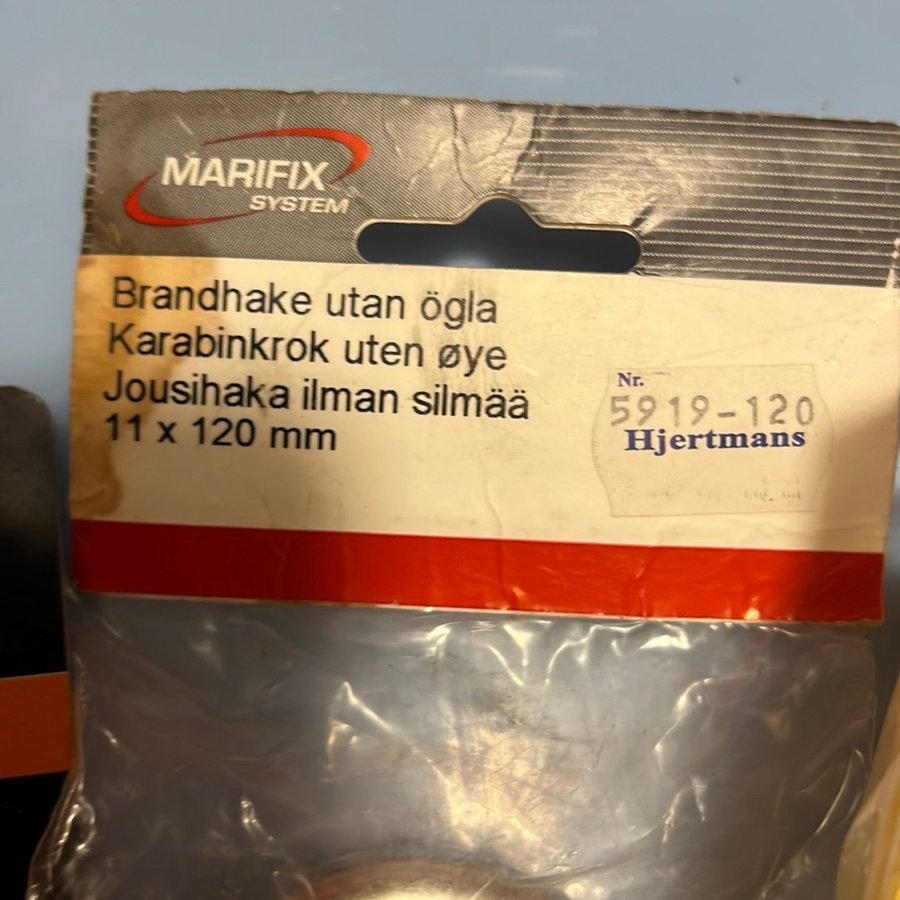 MARIFIX
SYSTEM
Brandhake utan ögla
Karabinkrok uten øye
Jousihaka ilman silmää
11 x 120 mm
Nr.
5919-120
Hjertmans